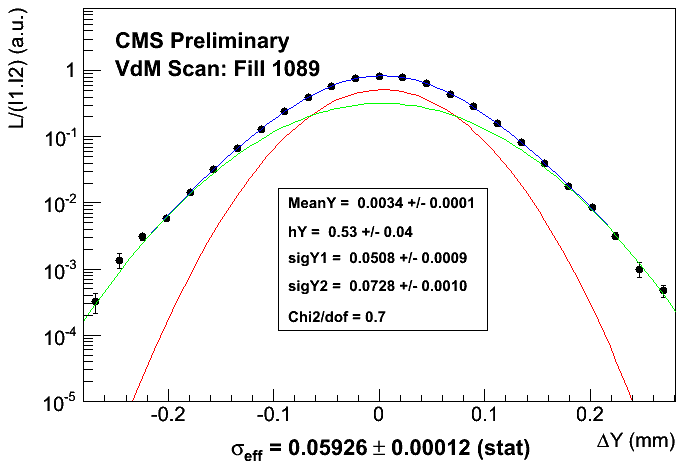 L/(I1.I2) (a.u.)
CMS Preliminary
VdM Scan: Fill 1089
1
10^-1
10^-2
10^-3
10^-4
10^-5
MeanY = 0.0034 +/- 0.0001
hY = 0.53 +/- 0.04
sigY1 = 0.0508 +/- 0.0009
sigY2 = 0.0728 +/- 0.0010
Chi2/dof = 0.7
-0.2 -0.1 0 0.1 0.2
ΔY (mm)
σeff = 0.05926 ± 0.00012 (stat)